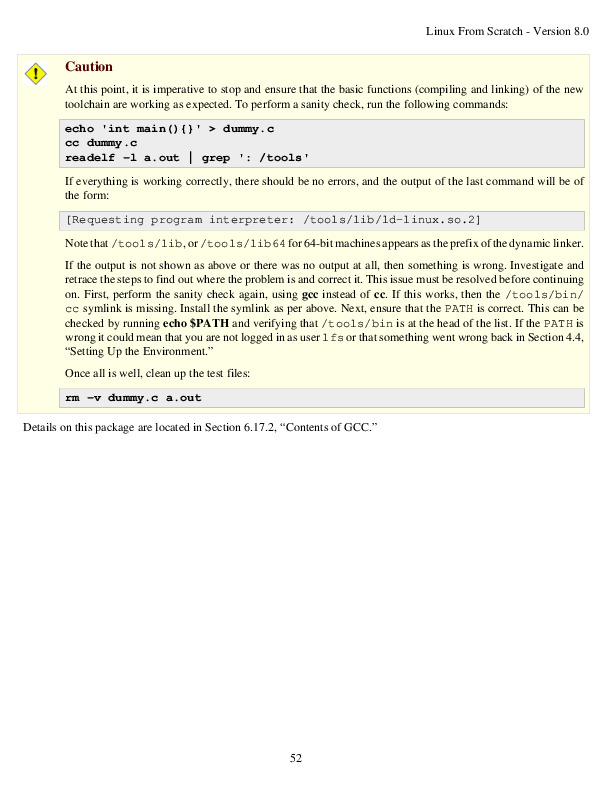 Linux From Scratch - Version 8.0
Caution
At this point, it is imperative to stop and ensure that the basic functions (compiling and linking) of the new
toolchain are working as expected. To perform a sanity check, run the following commands:
echo 'int main(){}' > dummy.c
cc dummy.c
readelf -l a.out | grep ': /tools'
If everything is working correctly, there should be no errors, and the output of the last command will be of
the form:
[Requesting program interpreter: /tools/lib/ld-linux.so.2]
Note that /tools/lib, or /tools/lib64 for 64-bit machines appears as the prefix of the dynamic linker.
If the output is not shown as above or there was no output at all, then something is wrong. Investigate and
retrace the steps to find out where the problem is and correct it. This issue must be resolved before continuing
on. First, perform the sanity check again, using gcc instead of cc. If this works, then the /tools/bin/
cc symlink is missing. Install the symlink as per above. Next, ensure that the PATH is correct. This can be
checked by running echo $PATH and verifying that /tools/bin is at the head of the list. If the PATH is
wrong it could mean that you are not logged in as user lfs or that something went wrong back in Section 4.4,
“Setting Up the Environment.”
Once all is well, clean up the test files:
rm -v dummy.c a.out
Details on this package are located in Section 6.17.2, “Contents of GCC.”
52